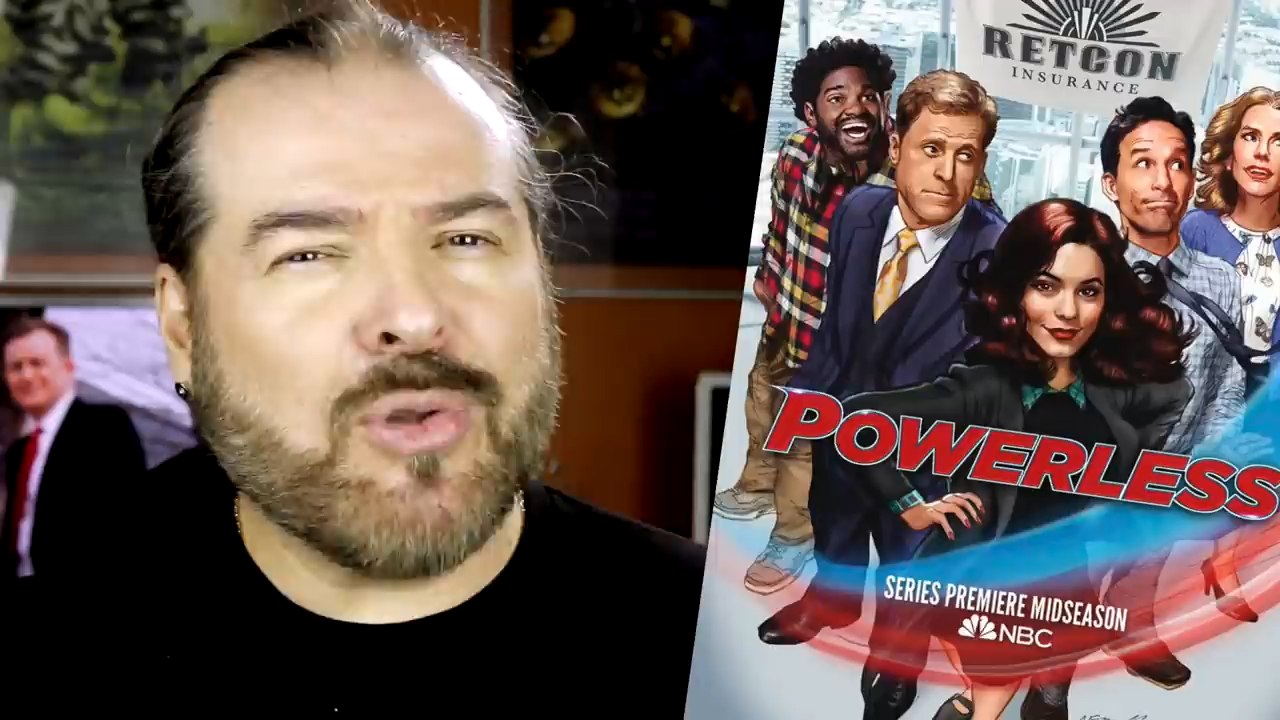 RETCON
INSURANCE
POWERLESS
SERIES PREMIERE MIDSEASON
NBC